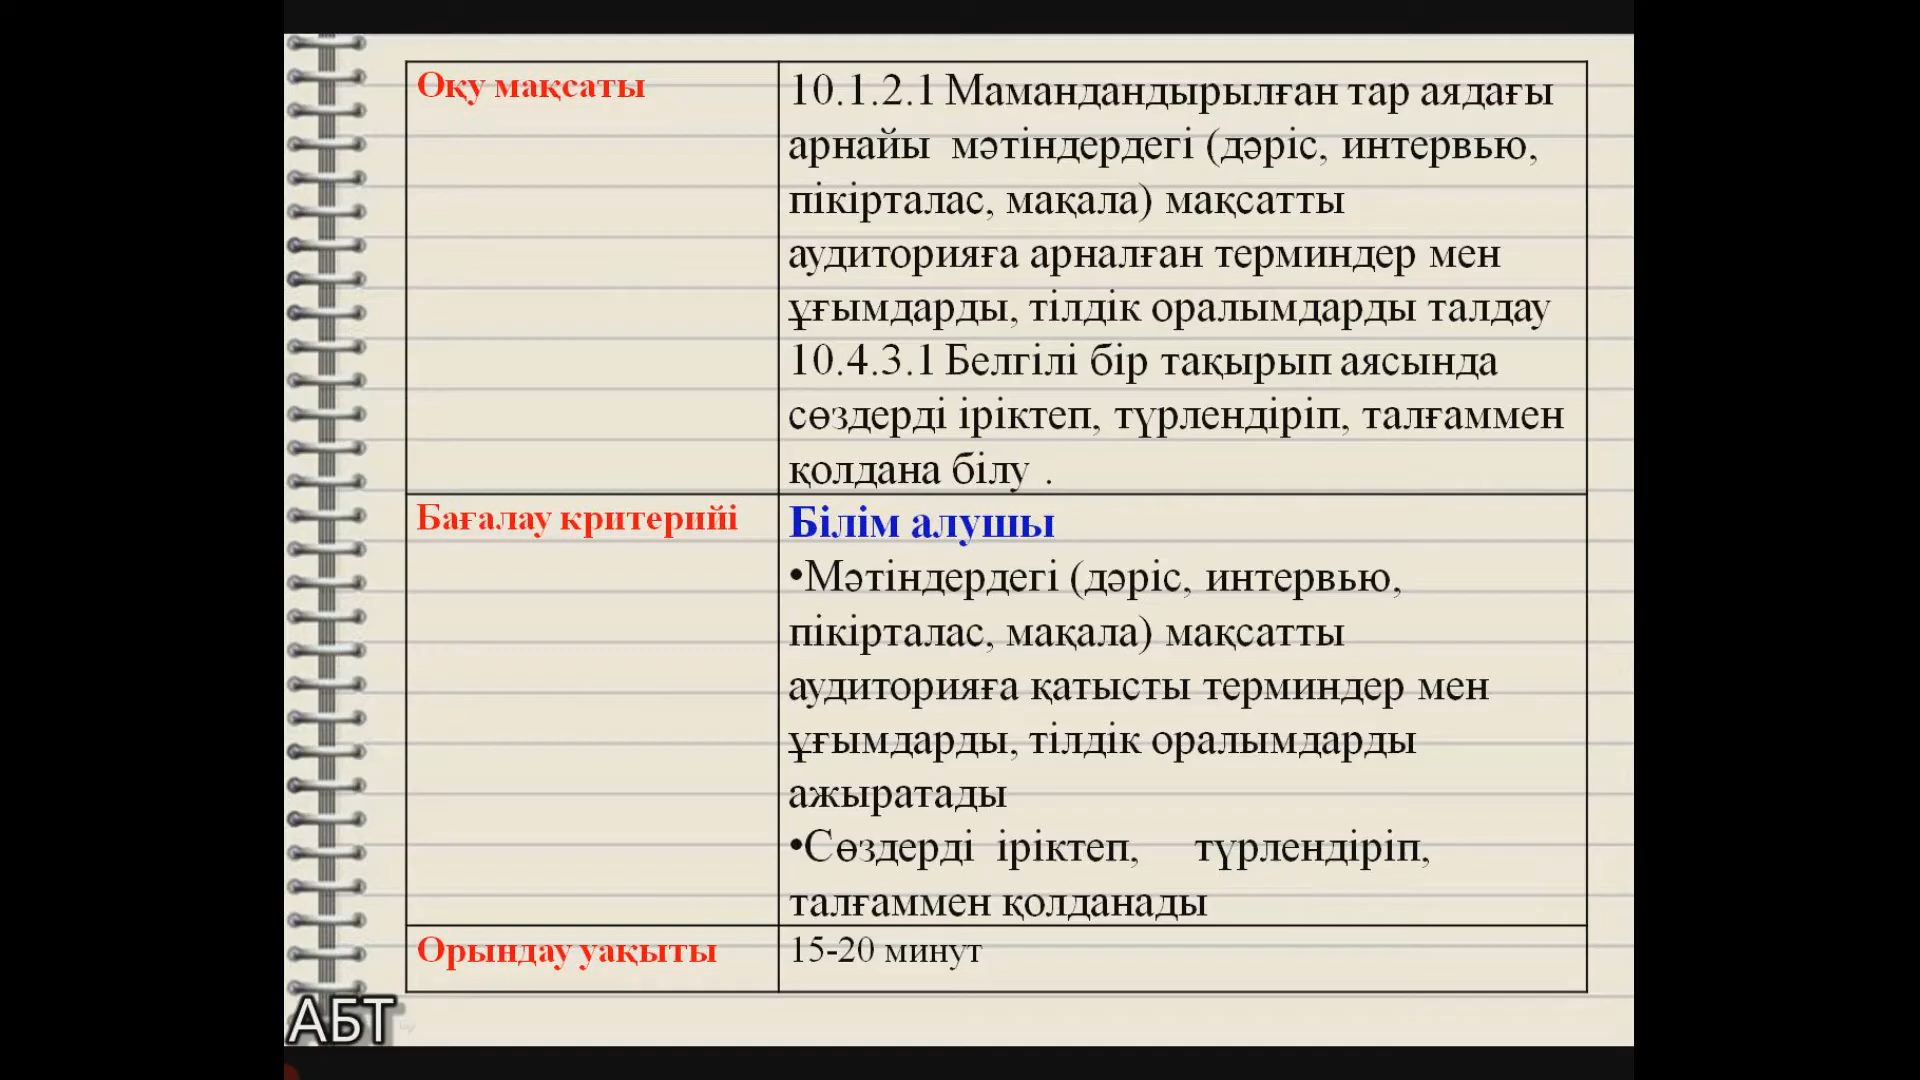 Оқу мақсаты
10.1.2.1 Мамандандырылған тар аядағы
арнайы мәтіндердегі (дәріс, интервью,
пікірталас, мақала) мақсатты
аудиторияға арналған терминдер мен
ұғымдарды, тілдік оралымдарды талдау
10.4.3.1 Белгілі бір тақырып аясында
сөздерді іріктеп, түрлендіріп, талғаммен
қолдана білу .
Бағалау критерийі
Білім алушы
•Мәтіндердегі (дәріс, интервью,
пікірталас, мақала) мақсатты
аудиторияға қатысты терминдер мен
ұғымдарды, тілдік оралымдарды
ажыратады
•Сөздерді іріктеп, түрлендіріп,
талғаммен қолданады
Орындау уақыты
15-20 минут
АБТ